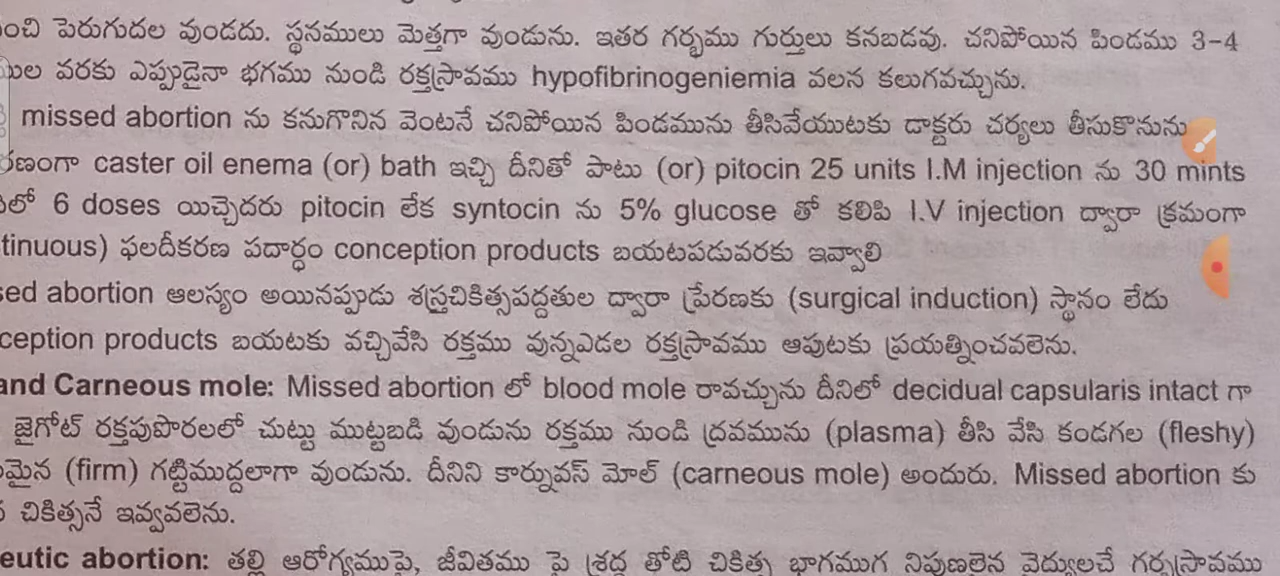 ంచి పెరుగుదల వుండదు. స్థనములు మెత్తగా వుండును. ఇతర గర్భము గుర్తులు కనబడవు. చనిపోయిన పిండము 3-4
ముల వరకు ఎప్పుడైనా భగము నుండి రక్తస్రావము hypofibrinogeniemia వలన కలుగవచ్చును.
missed abortion ను కనుగొనిన వెంటనే చనిపోయిన పిండమును తీసివేయుటకు డాక్టరు చర్యలు తీసుకొనును
రణంగా caster oil enema (or) bath ఇచ్చి దీనితో పాటు (or) pitocin 25 units I.M injection ను 30 mints
లో 6 doses యిచ్చెదరు pitocin లేక syntocin ను 5% glucose తో కలిపి I.V injection ద్వారా క్రమంగా
tinuous) ఫలదీకరణ పదార్ధం conception products బయటపడువరకు ఇవ్వాలి
sed abortion ఆలస్యం అయినప్పుడు శస్త్రచికిత్సపద్దతుల ద్వారా ప్రేరణకు (surgical induction) స్థానం లేదు
ception products బయటకు వచ్చివేసి రక్తము వున్నఎడల రక్తస్రావము ఆపుటకు ప్రయత్నించవలెను.
and Carneous mole: Missed abortion లో blood mole రావచ్చును దీనిలో decidual capsularis intact గా
జైగోట్ రక్తపుపొరలలో చుట్టు ముట్టబడి వుండును రక్తము నుండి ద్రవమును (plasma) తీసి వేసి కండగల (fleshy)
మైన (firm) గట్టిముద్దలాగా వుండును. దీనిని కార్నువస్ మోల్ (carneous mole) అందురు. Missed abortion కు
చికిత్సనే ఇవ్వవలెను.
eutic abortion: తల్లి ఆరోగ్యముపై, జీవితము పై శ్రద్ద తోటి చికిత్స భాగముగ నిపుణలైన వైద్యులచే గర్భస్రావము